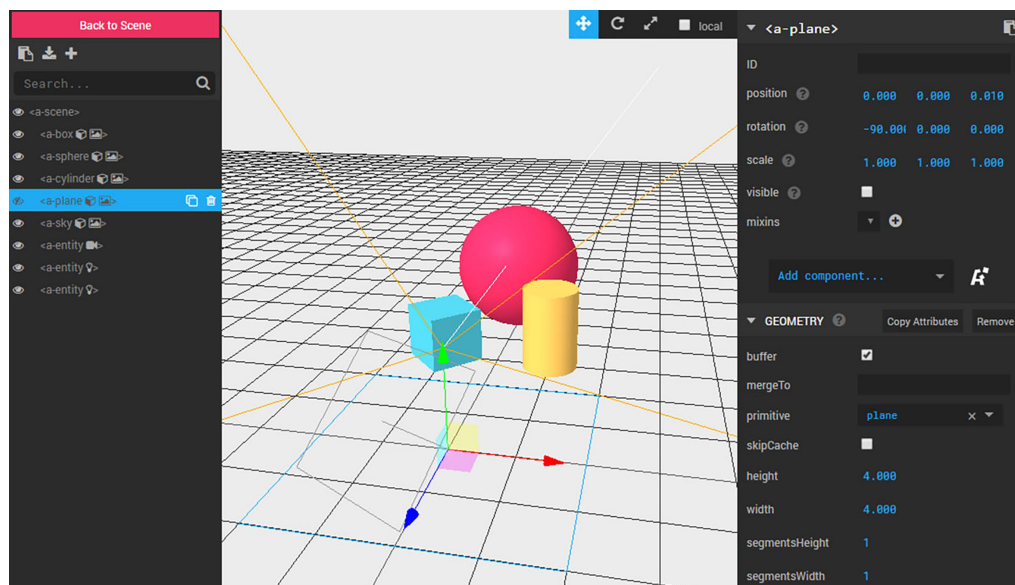 Back to Scene
Search...
<a-scene>
<a-box >
<a-sphere >
<a-cylinder >
<a-plane >
<a-sky >
<a-entity >
<a-entity >
<a-entity >
local
<a-plane>
ID
position 0.000 0.000 0.010
rotation -90.00 0.000 0.000
scale 1.000 1.000 1.000
visible
mixins
Add component...
GEOMETRY Copy Attributes Remove
buffer
mergeTo
primitive plane
skipCache
height 4.000
width 4.000
segmentsHeight 1
segmentsWidth 1